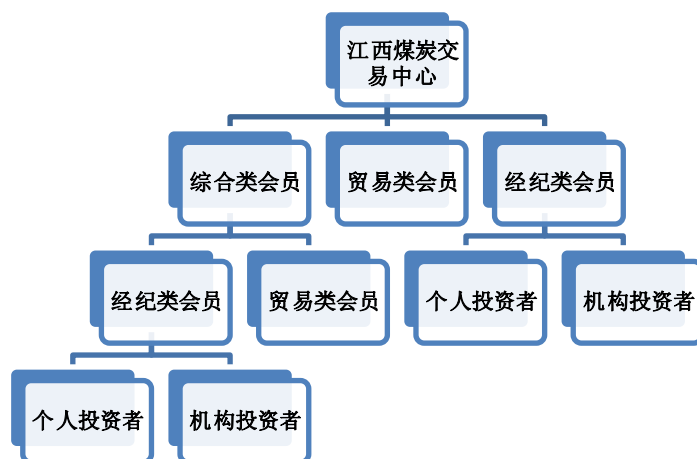 江西煤炭交
易中心
综合类会员
贸易类会员
经纪类会员
经纪类会员
贸易类会员
个人投资者
机构投资者
个人投资者
机构投资者